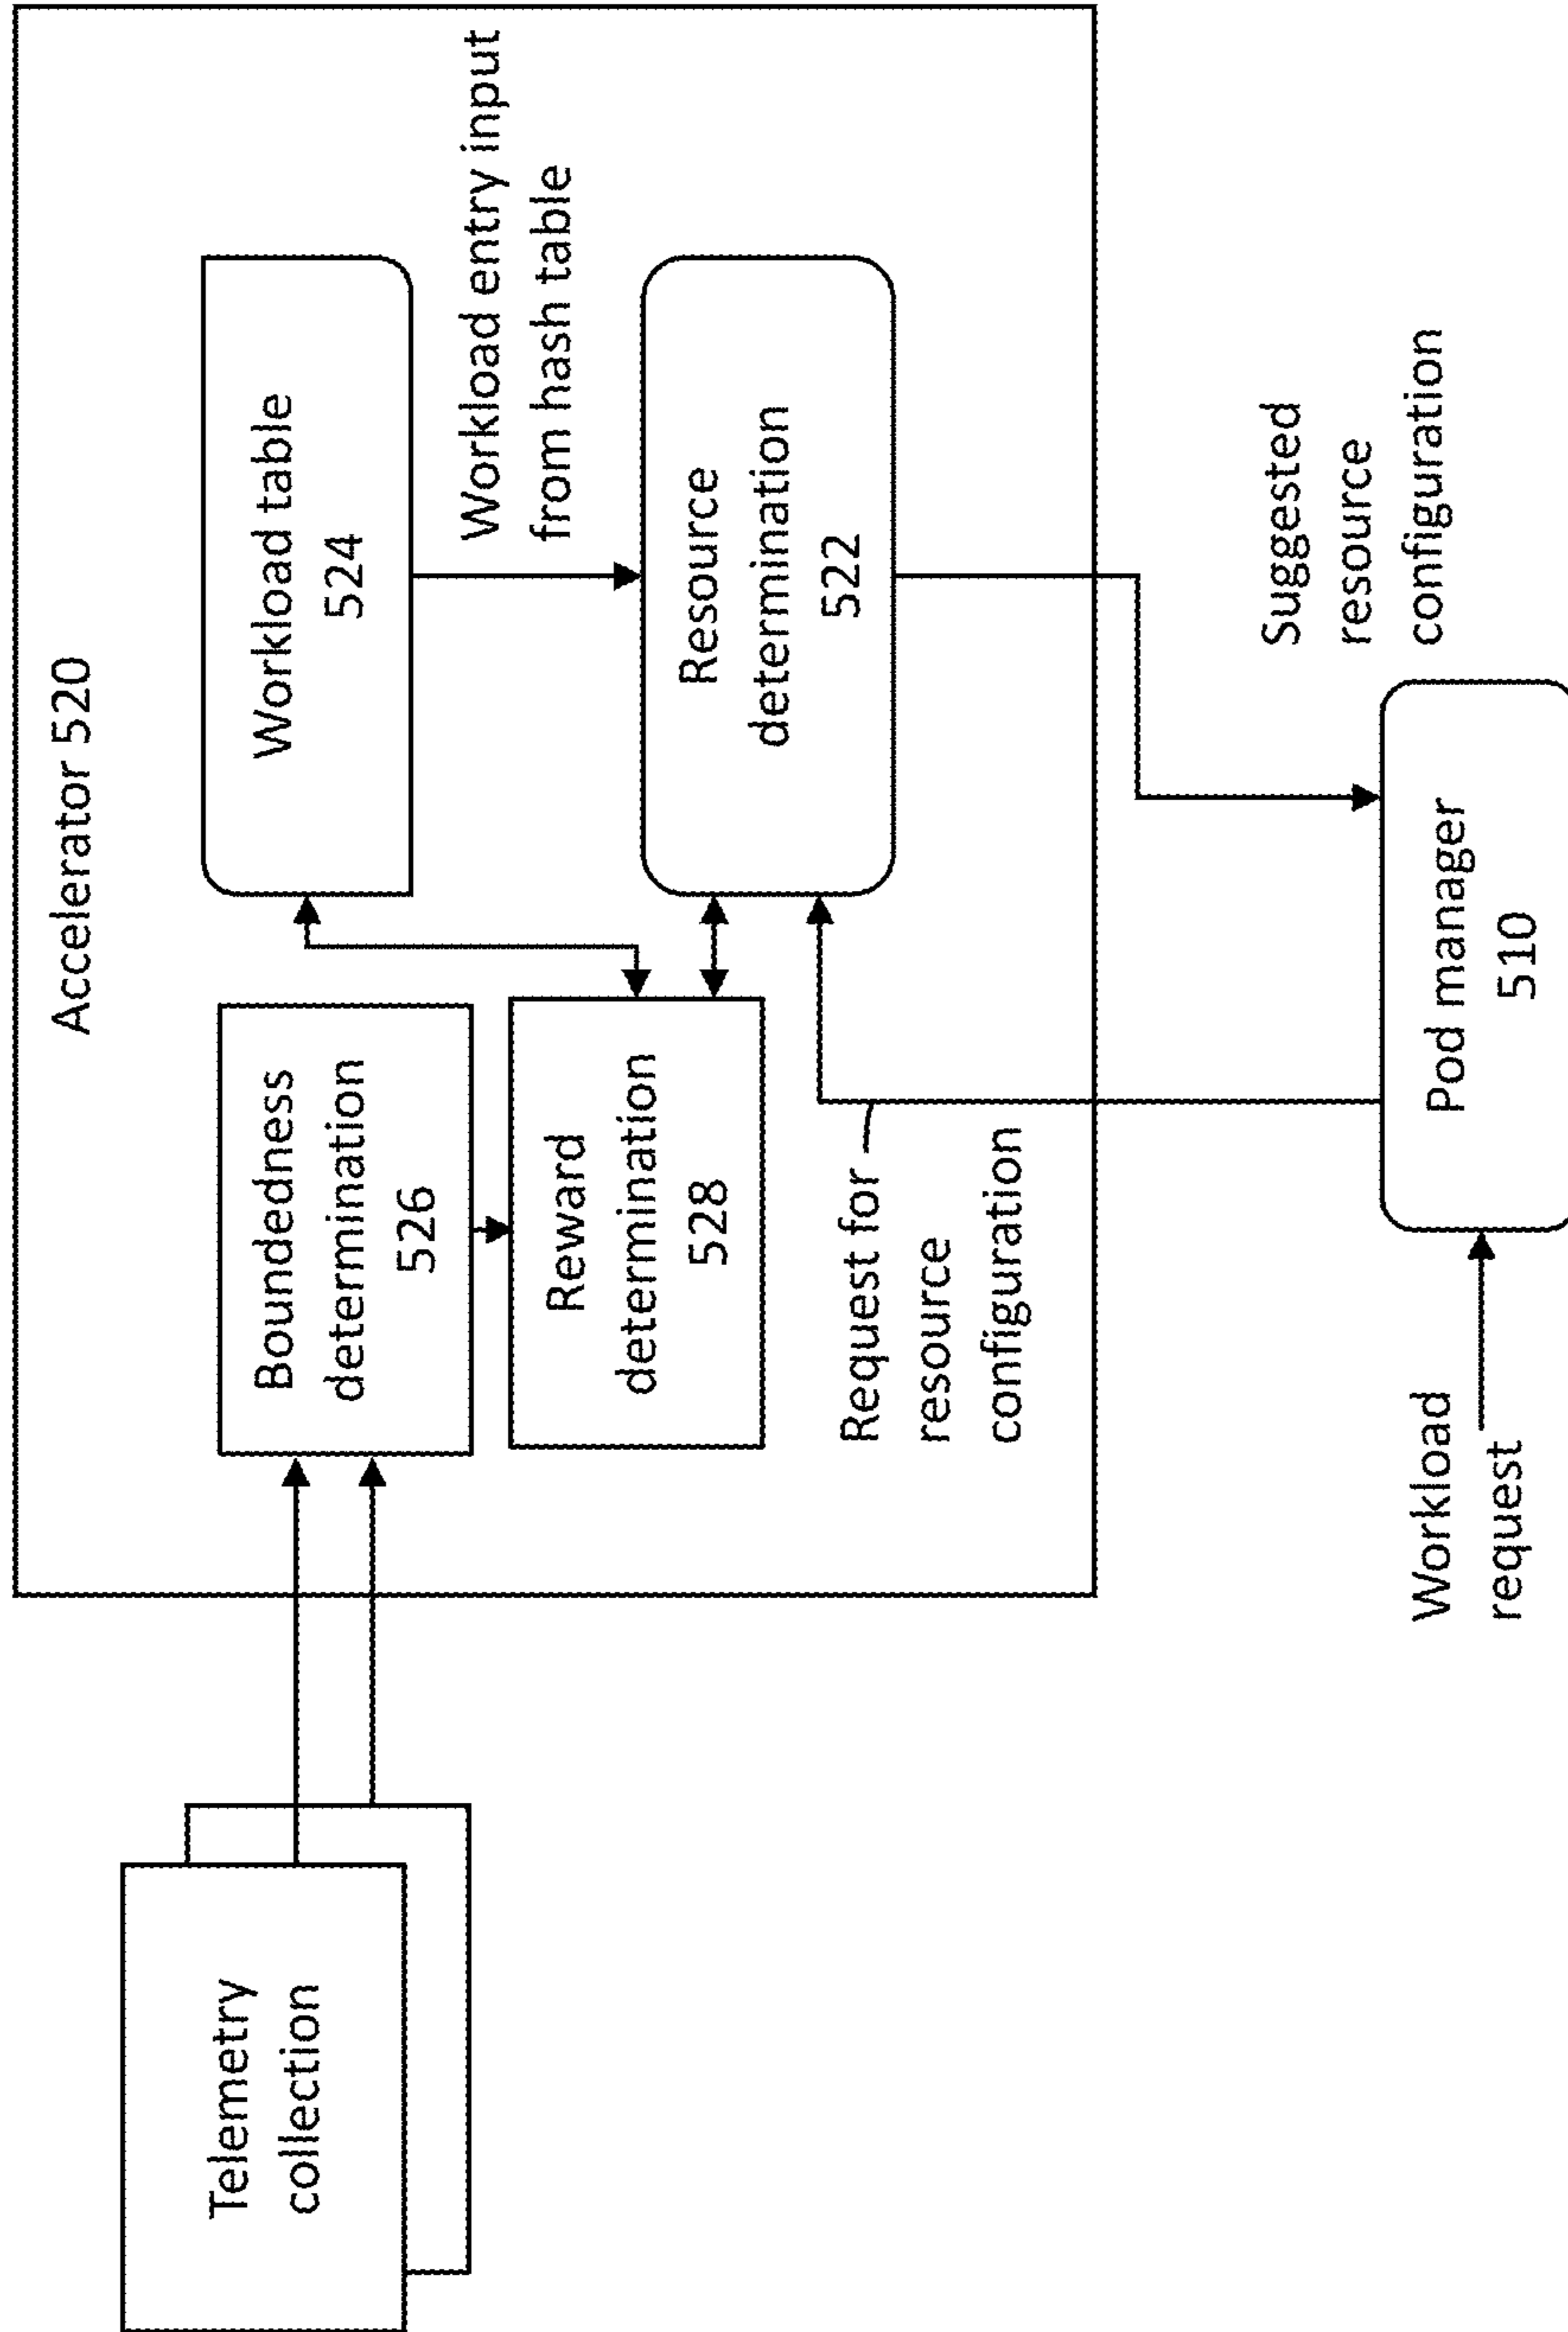 Accelerator 520
Telemetry
collection
Boundedness
determination
526
Workload table
524
Workload entry input
from hash table
Reward
determination
528
Resource
determination
522
Request for
resource
configuration
Suggested
resource
configuration
Workload
request
Pod manager
510